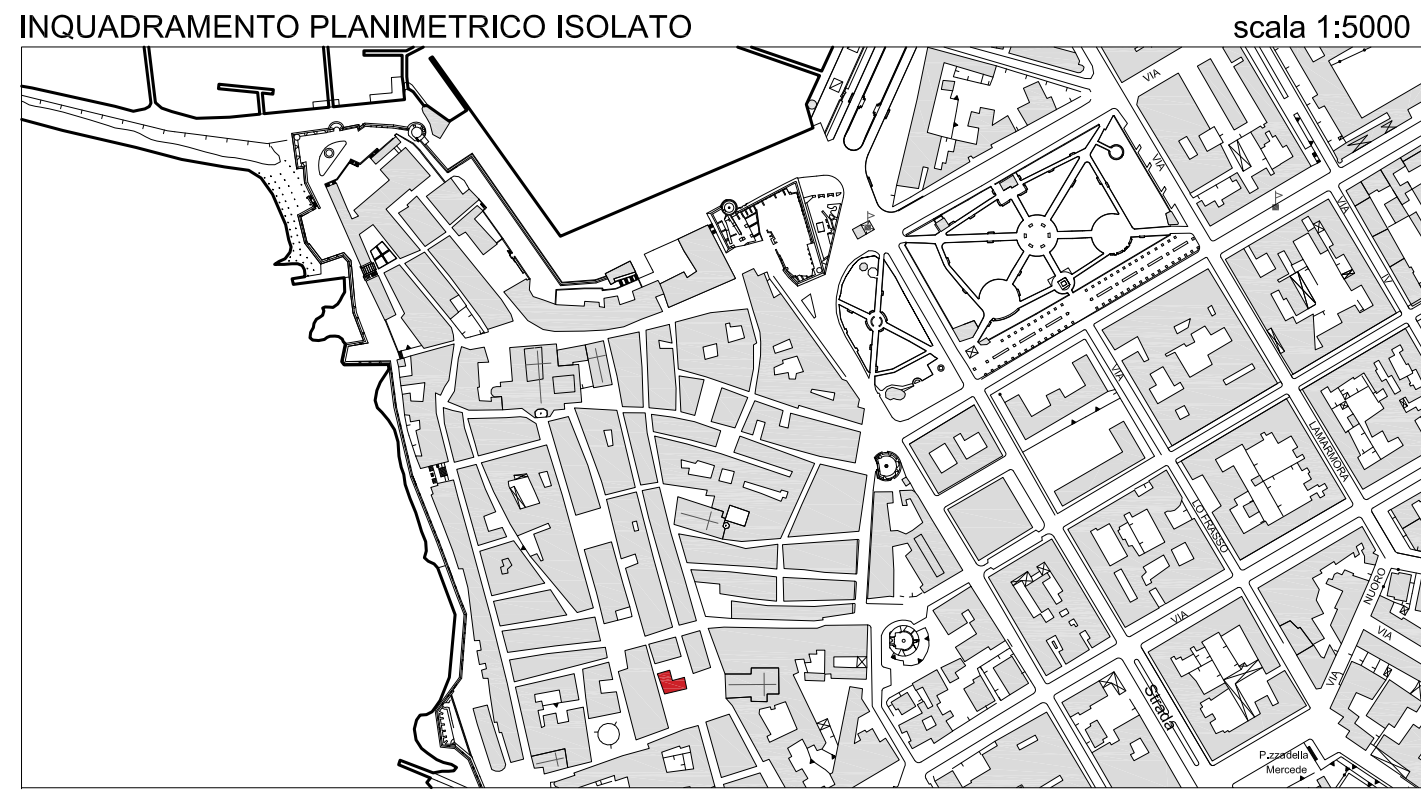 INQUADRAMENTO PLANIMETRICO ISOLATO
scala 1:5000
VIA
VIA
VIA
VIA
LAMARMORA
LO FRASSO
NUORO
VIA
VIA
VIA
Strada
P.zzadella
Mercede